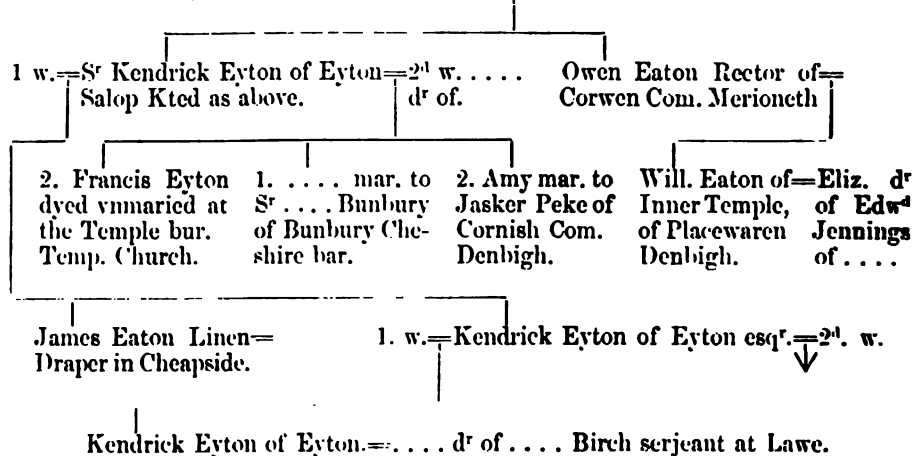 1 w.=Sʳ Kendrick Eyton of Eyton=2ᵈ w. . . . .
Salop Kted as above.
dʳ of.
Owen Eaton Rector of=
Corwen Com. Merioneth
2. Francis Eyton
dyed vnmaried at
the Temple bur.
Temp. Church.
1. . . . . mar. to
Sʳ . . . . Bunbury
of Bunbury Che-
shire bar.
2. Amy mar. to
Jasker Peke of
Cornish Com.
Denbigh.
Will. Eaton of=Eliz. dʳ
Inner Temple, of Edwᵈ
of Placewaren Jennings
Denbigh. of . . . .
James Eaton Linen=
Draper in Cheapside.
1. w.=Kendrick Eyton of Eyton esqʳ.=2ᵈ. w.
Kendrick Eyton of Eyton.=. . . . dʳ of . . . . Birch serjeant at Lawe.